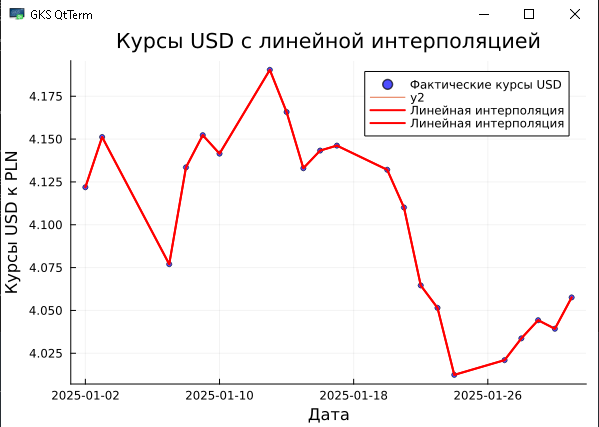 GKS QtTerm
Курсы USD с линейной интерполяцией
Фактические курсы USD
y2
Линейная интерполяция
Линейная интерполяция
Курсы USD к PLN
4.175
4.150
4.125
4.100
4.075
4.050
4.025
2025-01-02 2025-01-10 2025-01-18 2025-01-26
Дата